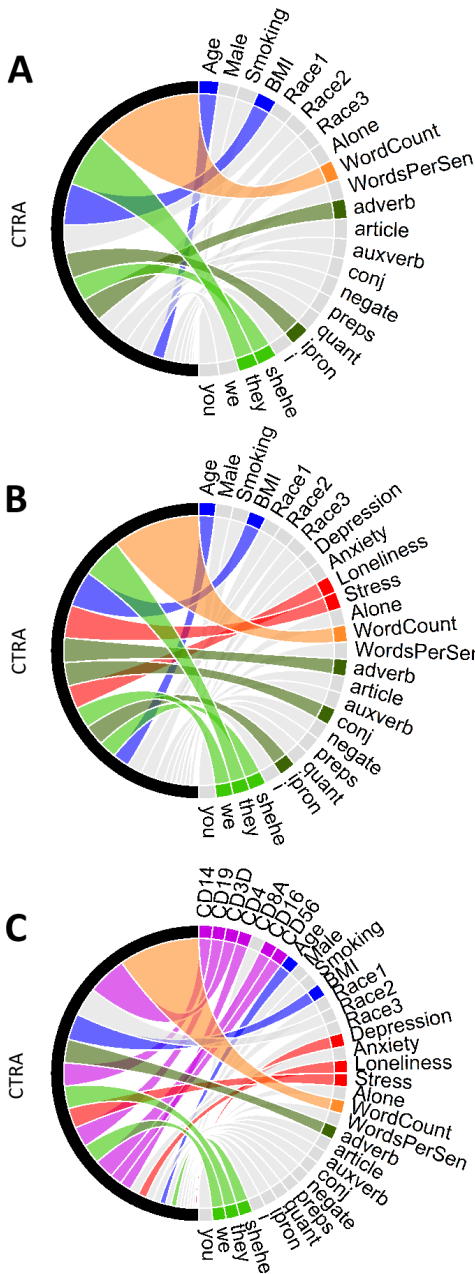 A
CTRA
Age
Male
Smoking
BMI
Race1
Race2
Race3
Alone
WordCount
WordsPerSen
adverb
article
auxverb
conj
negate
preps
quant
ipron
i
shehe
they
we
you
B
CTRA
Age
Male
Smoking
BMI
Race1
Race2
Race3
Depression
Anxiety
Loneliness
Stress
Alone
WordCount
WordsPerSen
adverb
article
auxverb
conj
negate
preps
quant
ipron
i
shehe
they
we
you
C
CTRA
CD14
CD19
CD3D
CD4
CD8A
CD16
CD56
Age
Male
Smoking
BMI
Race1
Race2
Race3
Depression
Anxiety
Loneliness
Stress
Alone
WordCount
WordsPerSen
adverb
article
auxverb
conj
negate
preps
quant
ipron
i
shehe
they
we
you